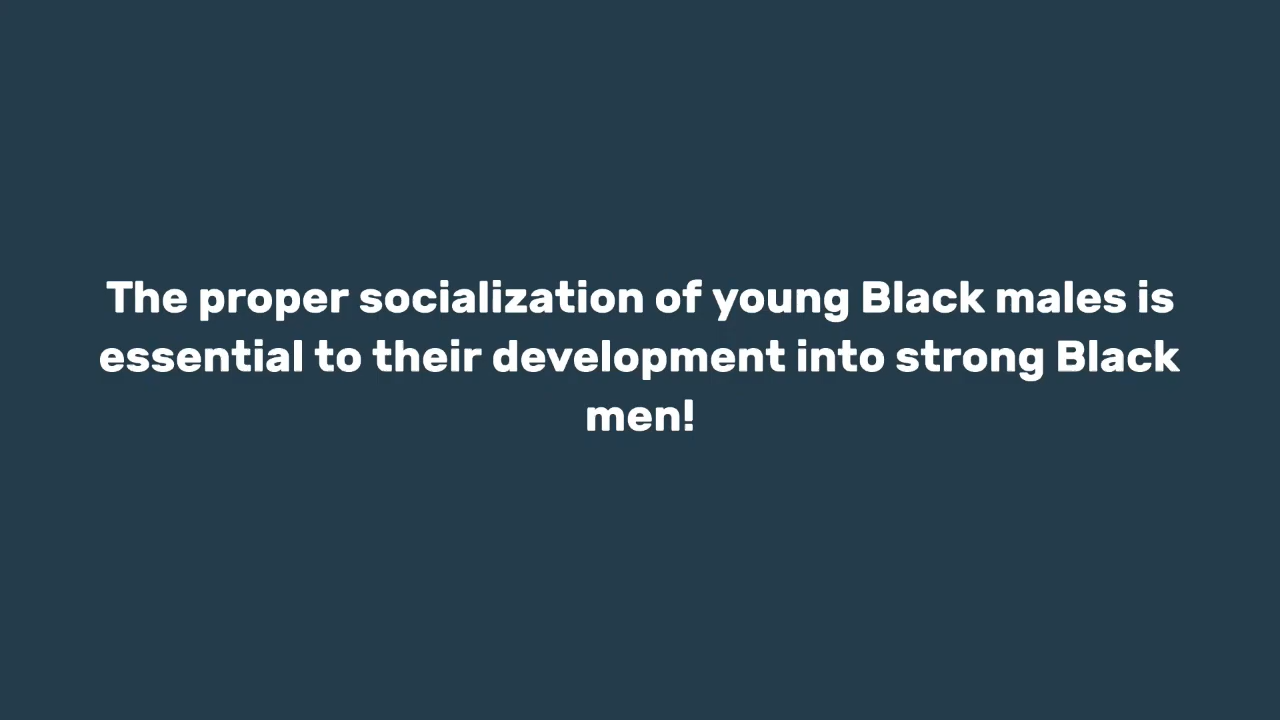 The proper socialization of young Black males is
essential to their development into strong Black
men!